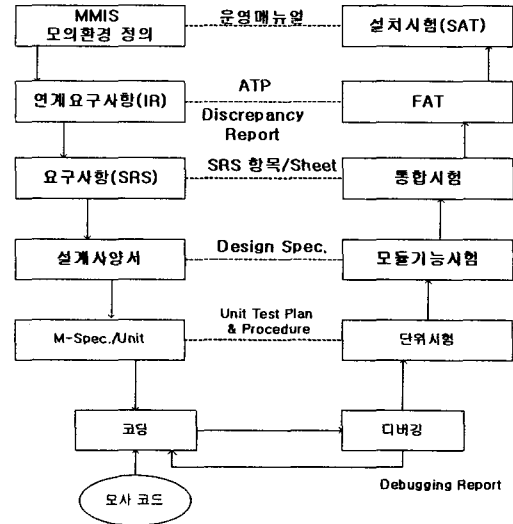 MMIS
모의환경 정의
운영매뉴얼
설치시험(SAT)
연계요구사항(IR)
ATP
Discrepancy
Report
FAT
요구사항(SRS)
SRS 항목/Sheet
통합시험
설계사양서
Design Spec.
모듈기능시험
M-Spec./Unit
Unit Test Plan
& Procedure
단위시험
코딩
디버깅
Debugging Report
모사 코드